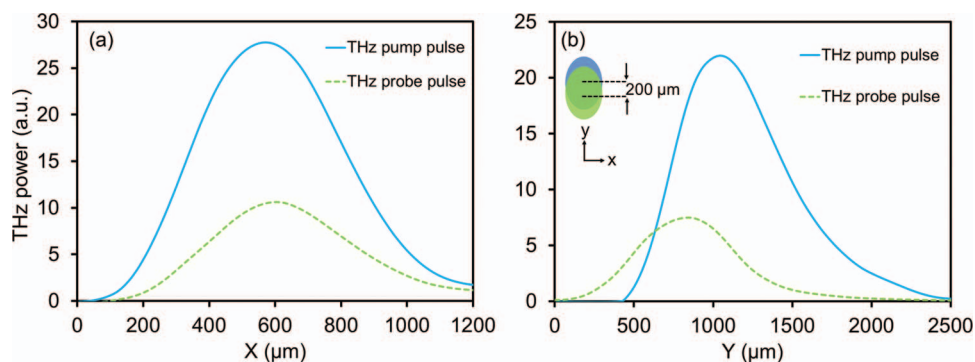 (a)
THz pump pulse
THz probe pulse
THz power (a.u.)
30
25
20
15
10
5
0
0 200 400 600 800 1000 1200
X (µm)
(b)
THz pump pulse
THz probe pulse
200 µm
y
x
25
20
15
10
5
0
0 500 1000 1500 2000 2500
Y (µm)